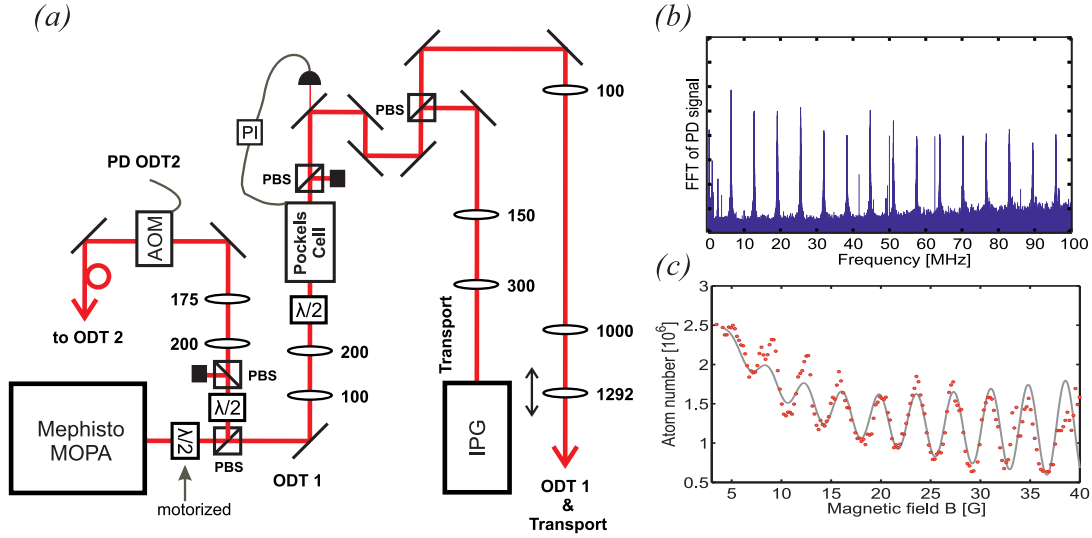 (a)
PBS
100
PI
PBS
PD ODT2
AOM
Pockels
Cell
150
175
λ/2
300
to ODT 2
200
200
Transport
1000
PBS
λ/2
100
1292
Mephisto
MOPA
λ/2
PBS
ODT 1
IPG
motorized
ODT 1
&
Transport
(b)
FFT of PD signal
0 10 20 30 40 50 60 70 80 90 100
Frequency [MHz]
(c)
Atom number [10⁶]
3
2.5
2
1.5
1
0.5
5 10 15 20 25 30 35 40
Magnetic field B [G]